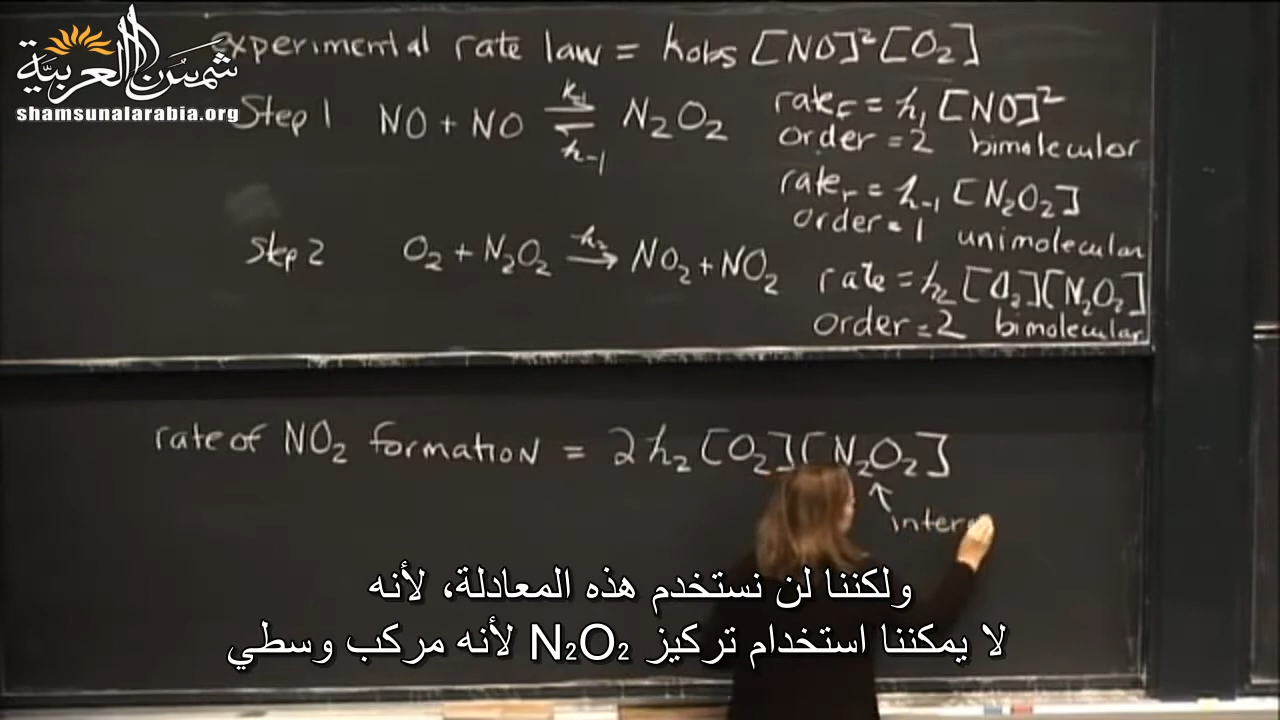 شمس العربية
shamsunalarabia.org
experimental rate law = kobs [NO]² [O₂]
Step 1 NO + NO ⇌ N₂O₂
k₁
k₋₁
rate_f = k₁ [NO]²
order = 2 bimolecular
rate_r = k₋₁ [N₂O₂]
order = 1 unimolecular
Step 2 O₂ + N₂O₂ →(k₂) NO₂ + NO₂
rate = k₂ [O₂][N₂O₂]
order = 2 bimolecular
rate of NO₂ formation = 2k₂ [O₂][N₂O₂]
↑
inter
ولكننا لن نستخدم هذه المعادلة، لأنه
لا يمكننا استخدام تركيز N₂O₂ لأنه مركب وسطي